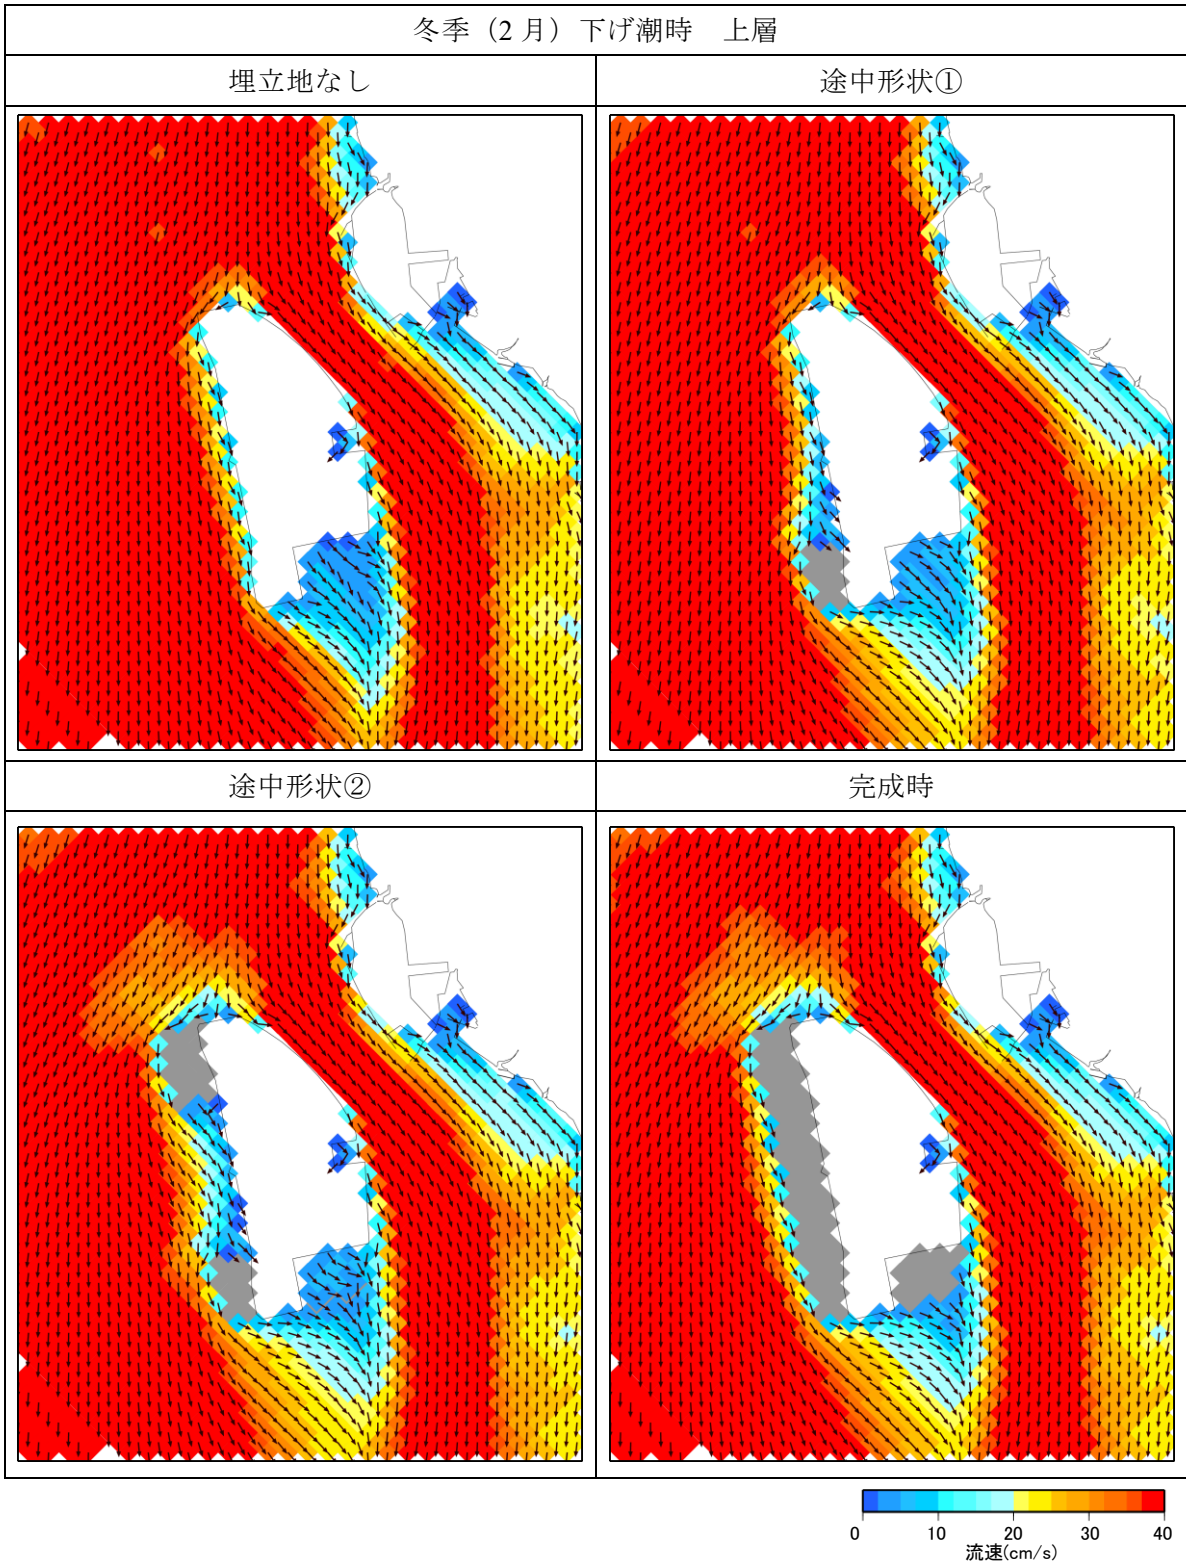 冬季（2 月）下げ潮時　上層
埋立地なし
途中形状①
途中形状②
完成時
0 10 20 30 40
流速(cm/s)